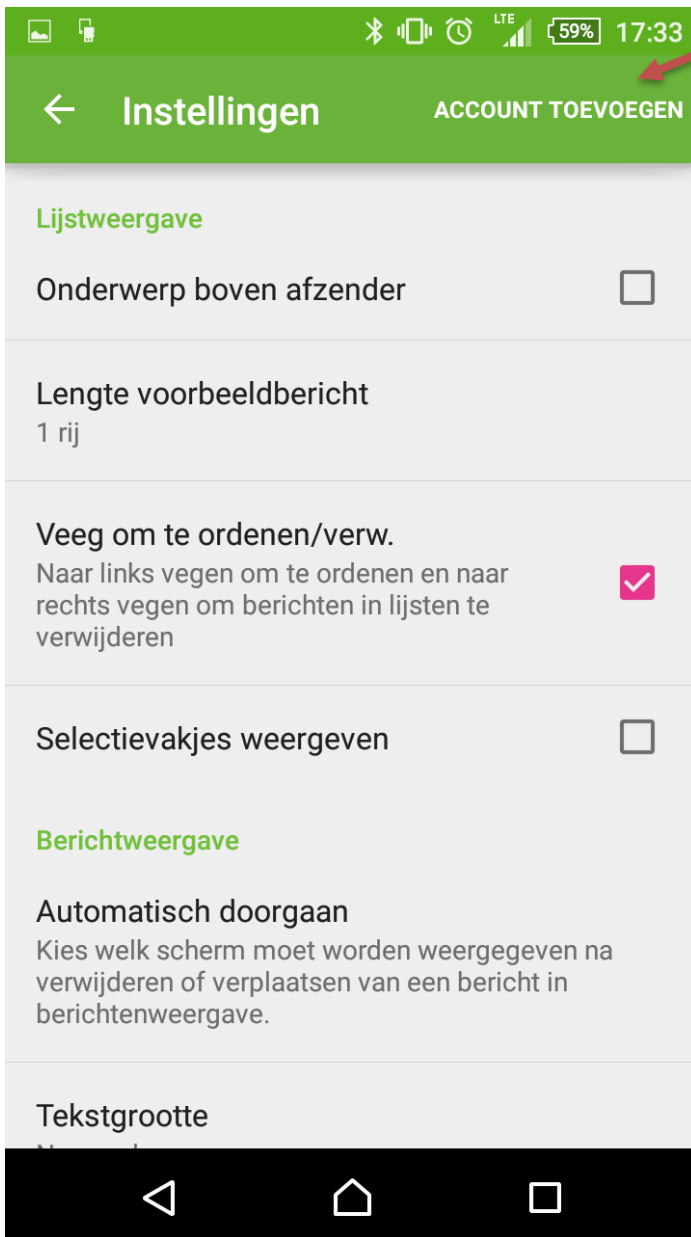 LTE 59% 17:33
Instellingen ACCOUNT TOEVOEGEN
Lijstweergave
Onderwerp boven afzender
Lengte voorbeeldbericht
1 rij
Veeg om te ordenen/verw.
Naar links vegen om te ordenen en naar
rechts vegen om berichten in lijsten te
verwijderen
Selectievakjes weergeven
Berichtweergave
Automatisch doorgaan
Kies welk scherm moet worden weergegeven na
verwijderen of verplaatsen van een bericht in
berichtenweergave.
Tekstgrootte